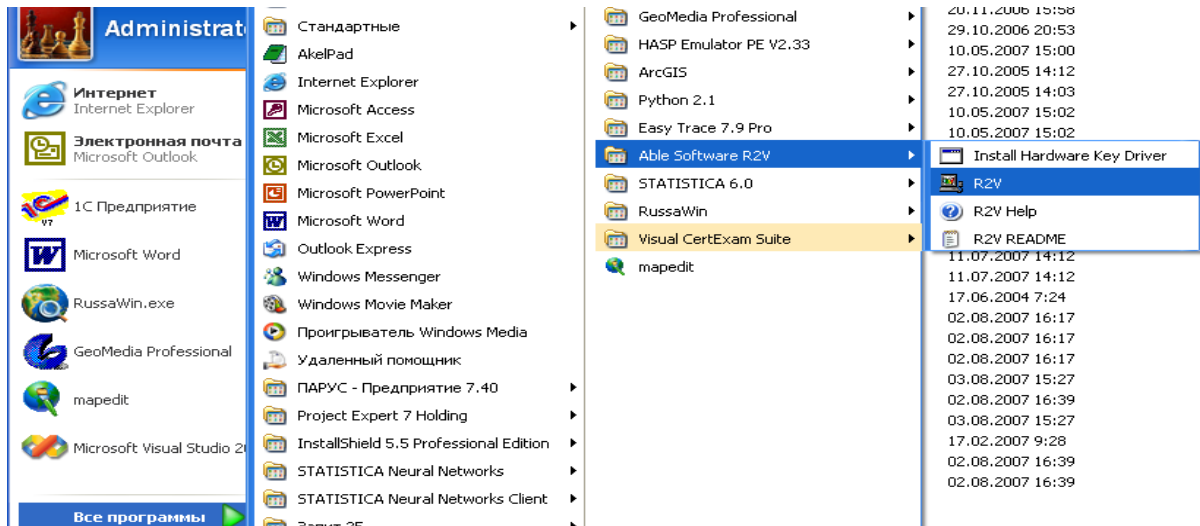 Administrat
Интернет
Internet Explorer
Электронная почта
Microsoft Outlook
1С Предприятие
Microsoft Word
RussaWin.exe
GeoMedia Professional
mapedit
Microsoft Visual Studio 2
Все программы
Стандартные
AkelPad
Internet Explorer
Microsoft Access
Microsoft Excel
Microsoft Outlook
Microsoft PowerPoint
Microsoft Word
Outlook Express
Windows Messenger
Windows Movie Maker
Проигрыватель Windows Media
Удаленный помощник
ПАРУС - Предприятие 7.40
Project Expert 7 Holding
InstallShield 5.5 Professional Edition
STATISTICA Neural Networks
STATISTICA Neural Networks Client
GeoMedia Professional
HASP Emulator PE V2.33
ArcGIS
Python 2.1
Easy Trace 7.9 Pro
Able Software R2V
STATISTICA 6.0
RussaWin
Visual CertExam Suite
mapedit
20.11.2006 15:58
29.10.2006 20:53
10.05.2007 15:00
27.10.2005 14:12
27.10.2005 14:03
10.05.2007 15:02
10.05.2007 15:02
Install Hardware Key Driver
R2V
R2V Help
R2V README
11.07.2007 14:12
11.07.2007 14:12
17.06.2004 7:24
02.08.2007 16:17
02.08.2007 16:17
02.08.2007 16:17
03.08.2007 15:27
02.08.2007 16:39
03.08.2007 15:27
17.02.2007 9:28
02.08.2007 16:39
02.08.2007 16:39